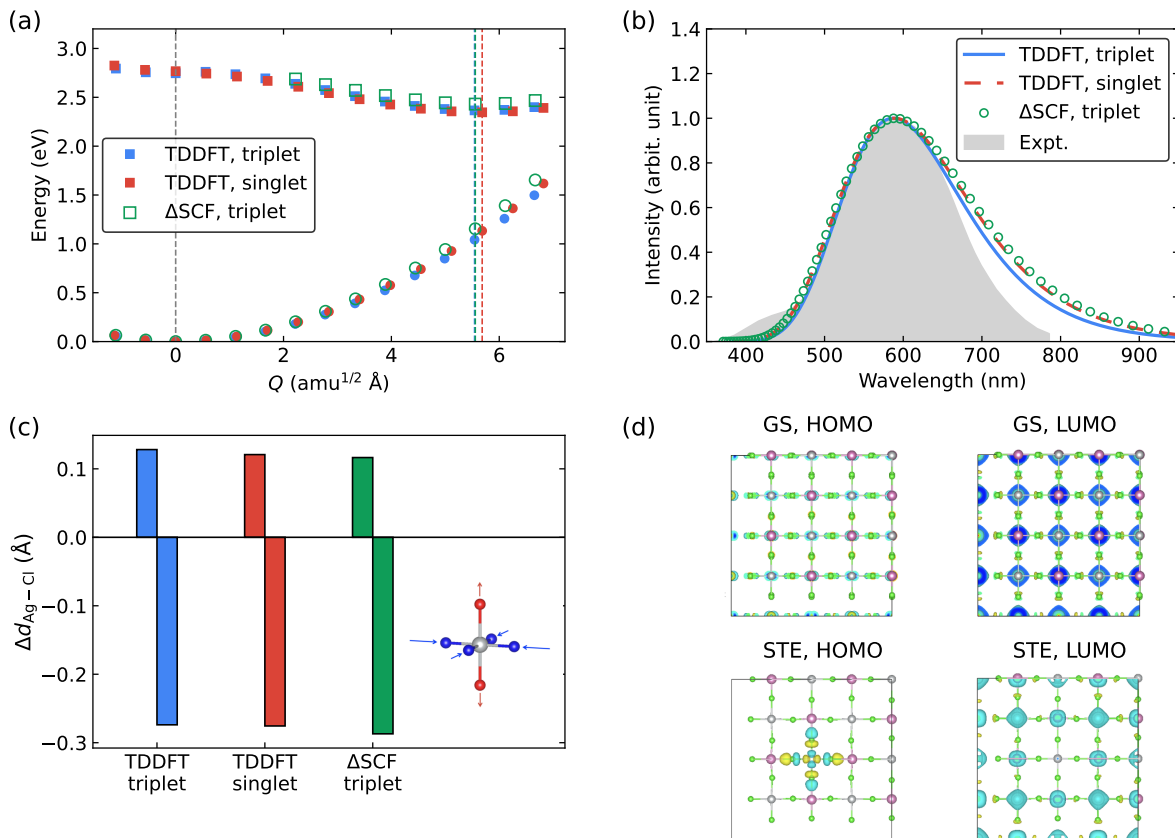 (a)
3.0
2.5
2.0
1.5
1.0
0.5
0.0
Energy (eV)
TDDFT, triplet
TDDFT, singlet
ΔSCF, triplet
0
2
4
6
Q (amu^{1/2} Å)
(b)
1.4
1.2
1.0
0.8
0.6
0.4
0.2
0.0
Intensity (arbit. unit)
TDDFT, triplet
TDDFT, singlet
ΔSCF, triplet
Expt.
400
500
600
700
800
900
Wavelength (nm)
(c)
0.1
0.0
−0.1
−0.2
−0.3
Δd_{Ag−Cl} (Å)
TDDFT
triplet
TDDFT
singlet
ΔSCF
triplet
(d)
GS, HOMO
GS, LUMO
STE, HOMO
STE, LUMO